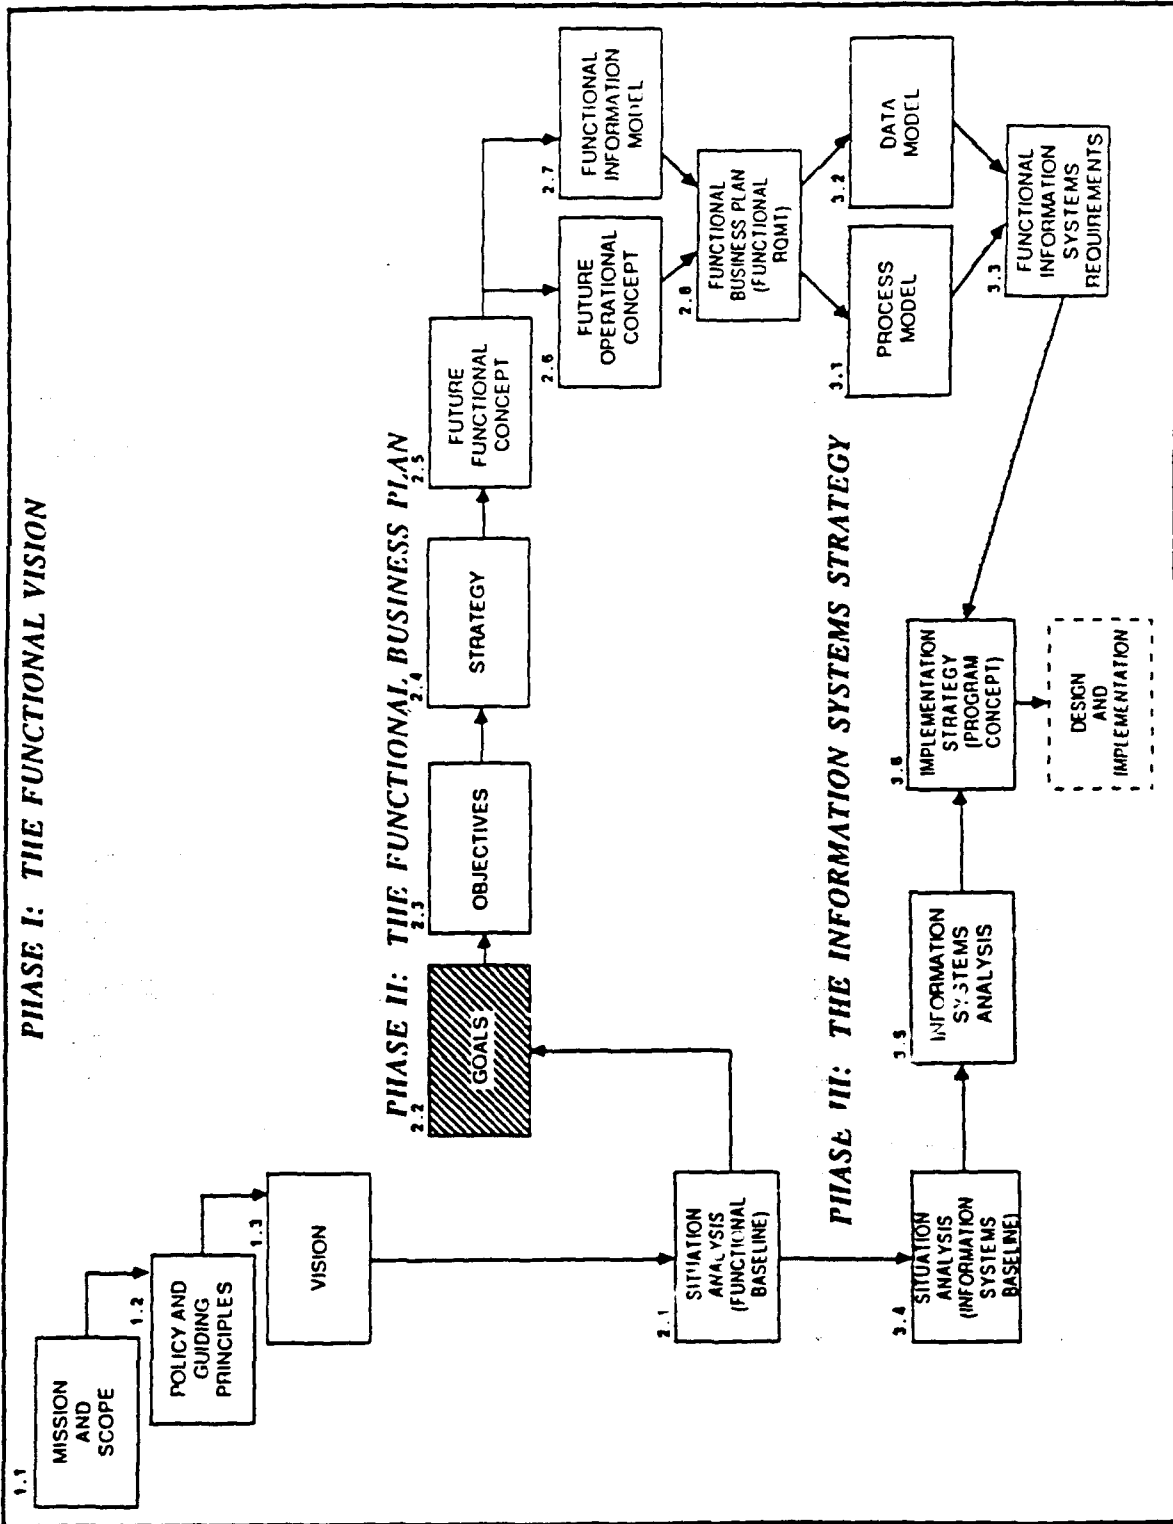 PHASE I: THE FUNCTIONAL VISION
1.1
MISSION
AND
SCOPE
1.2
POLICY AND
GUIDING
PRINCIPLES
1.3
VISION
PHASE II: THE FUNCTIONAL BUSINESS PLAN
2.1
SITUATION
ANALYSIS
(FUNCTIONAL
BASELINE)
2.2
GOALS
2.3
OBJECTIVES
2.4
STRATEGY
2.5
FUTURE
FUNCTIONAL
CONCEPT
2.6
FUTURE
OPERATIONAL
CONCEPT
2.7
FUNCTIONAL
INFORMATION
MODEL
2.8
FUNCTIONAL
BUSINESS PLAN
(FUNCTIONAL
RQMT)
PHASE III: THE INFORMATION SYSTEMS STRATEGY
3.1
PROCESS
MODEL
3.2
DATA
MODEL
3.3
FUNCTIONAL
INFORMATION
SYSTEMS
REQUIREMENTS
3.4
SITUATION
ANALYSIS
(INFORMATION
SYSTEMS
BASELINE)
3.5
INFORMATION
SYSTEMS
ANALYSIS
3.6
IMPLEMENTATION
STRATEGY
(PROGRAM
CONCEPT)
DESIGN
AND
IMPLEMENTATION